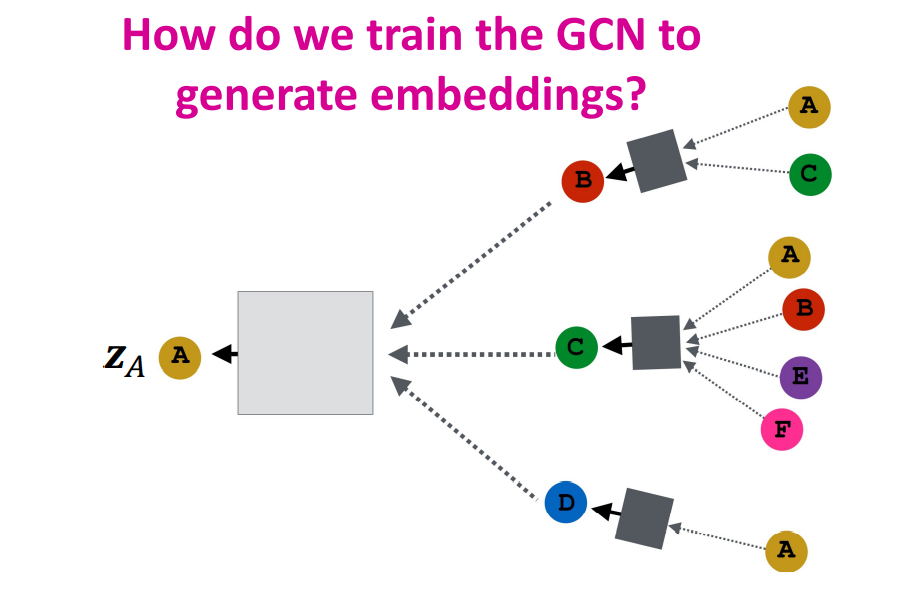 How do we train the GCN to
generate embeddings?
A
C
B
A
B
C
E
F
z_A
A
D
A